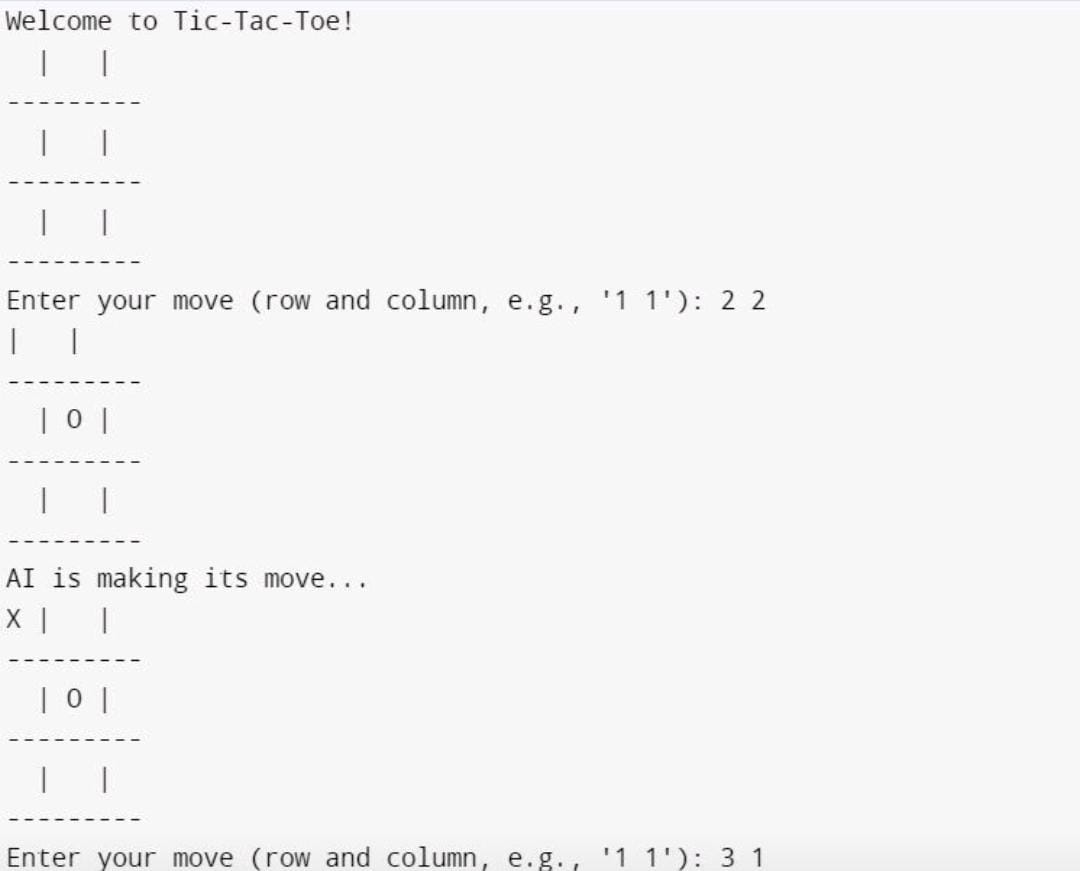 Welcome to Tic-Tac-Toe!
  |   |
---------
  |   |
---------
  |   |
---------
Enter your move (row and column, e.g., '1 1'): 2 2
|   |
---------
  | O |
---------
  |   |
---------
AI is making its move...
X |   |
---------
  | O |
---------
  |   |
---------
Enter your move (row and column, e.g., '1 1'): 3 1